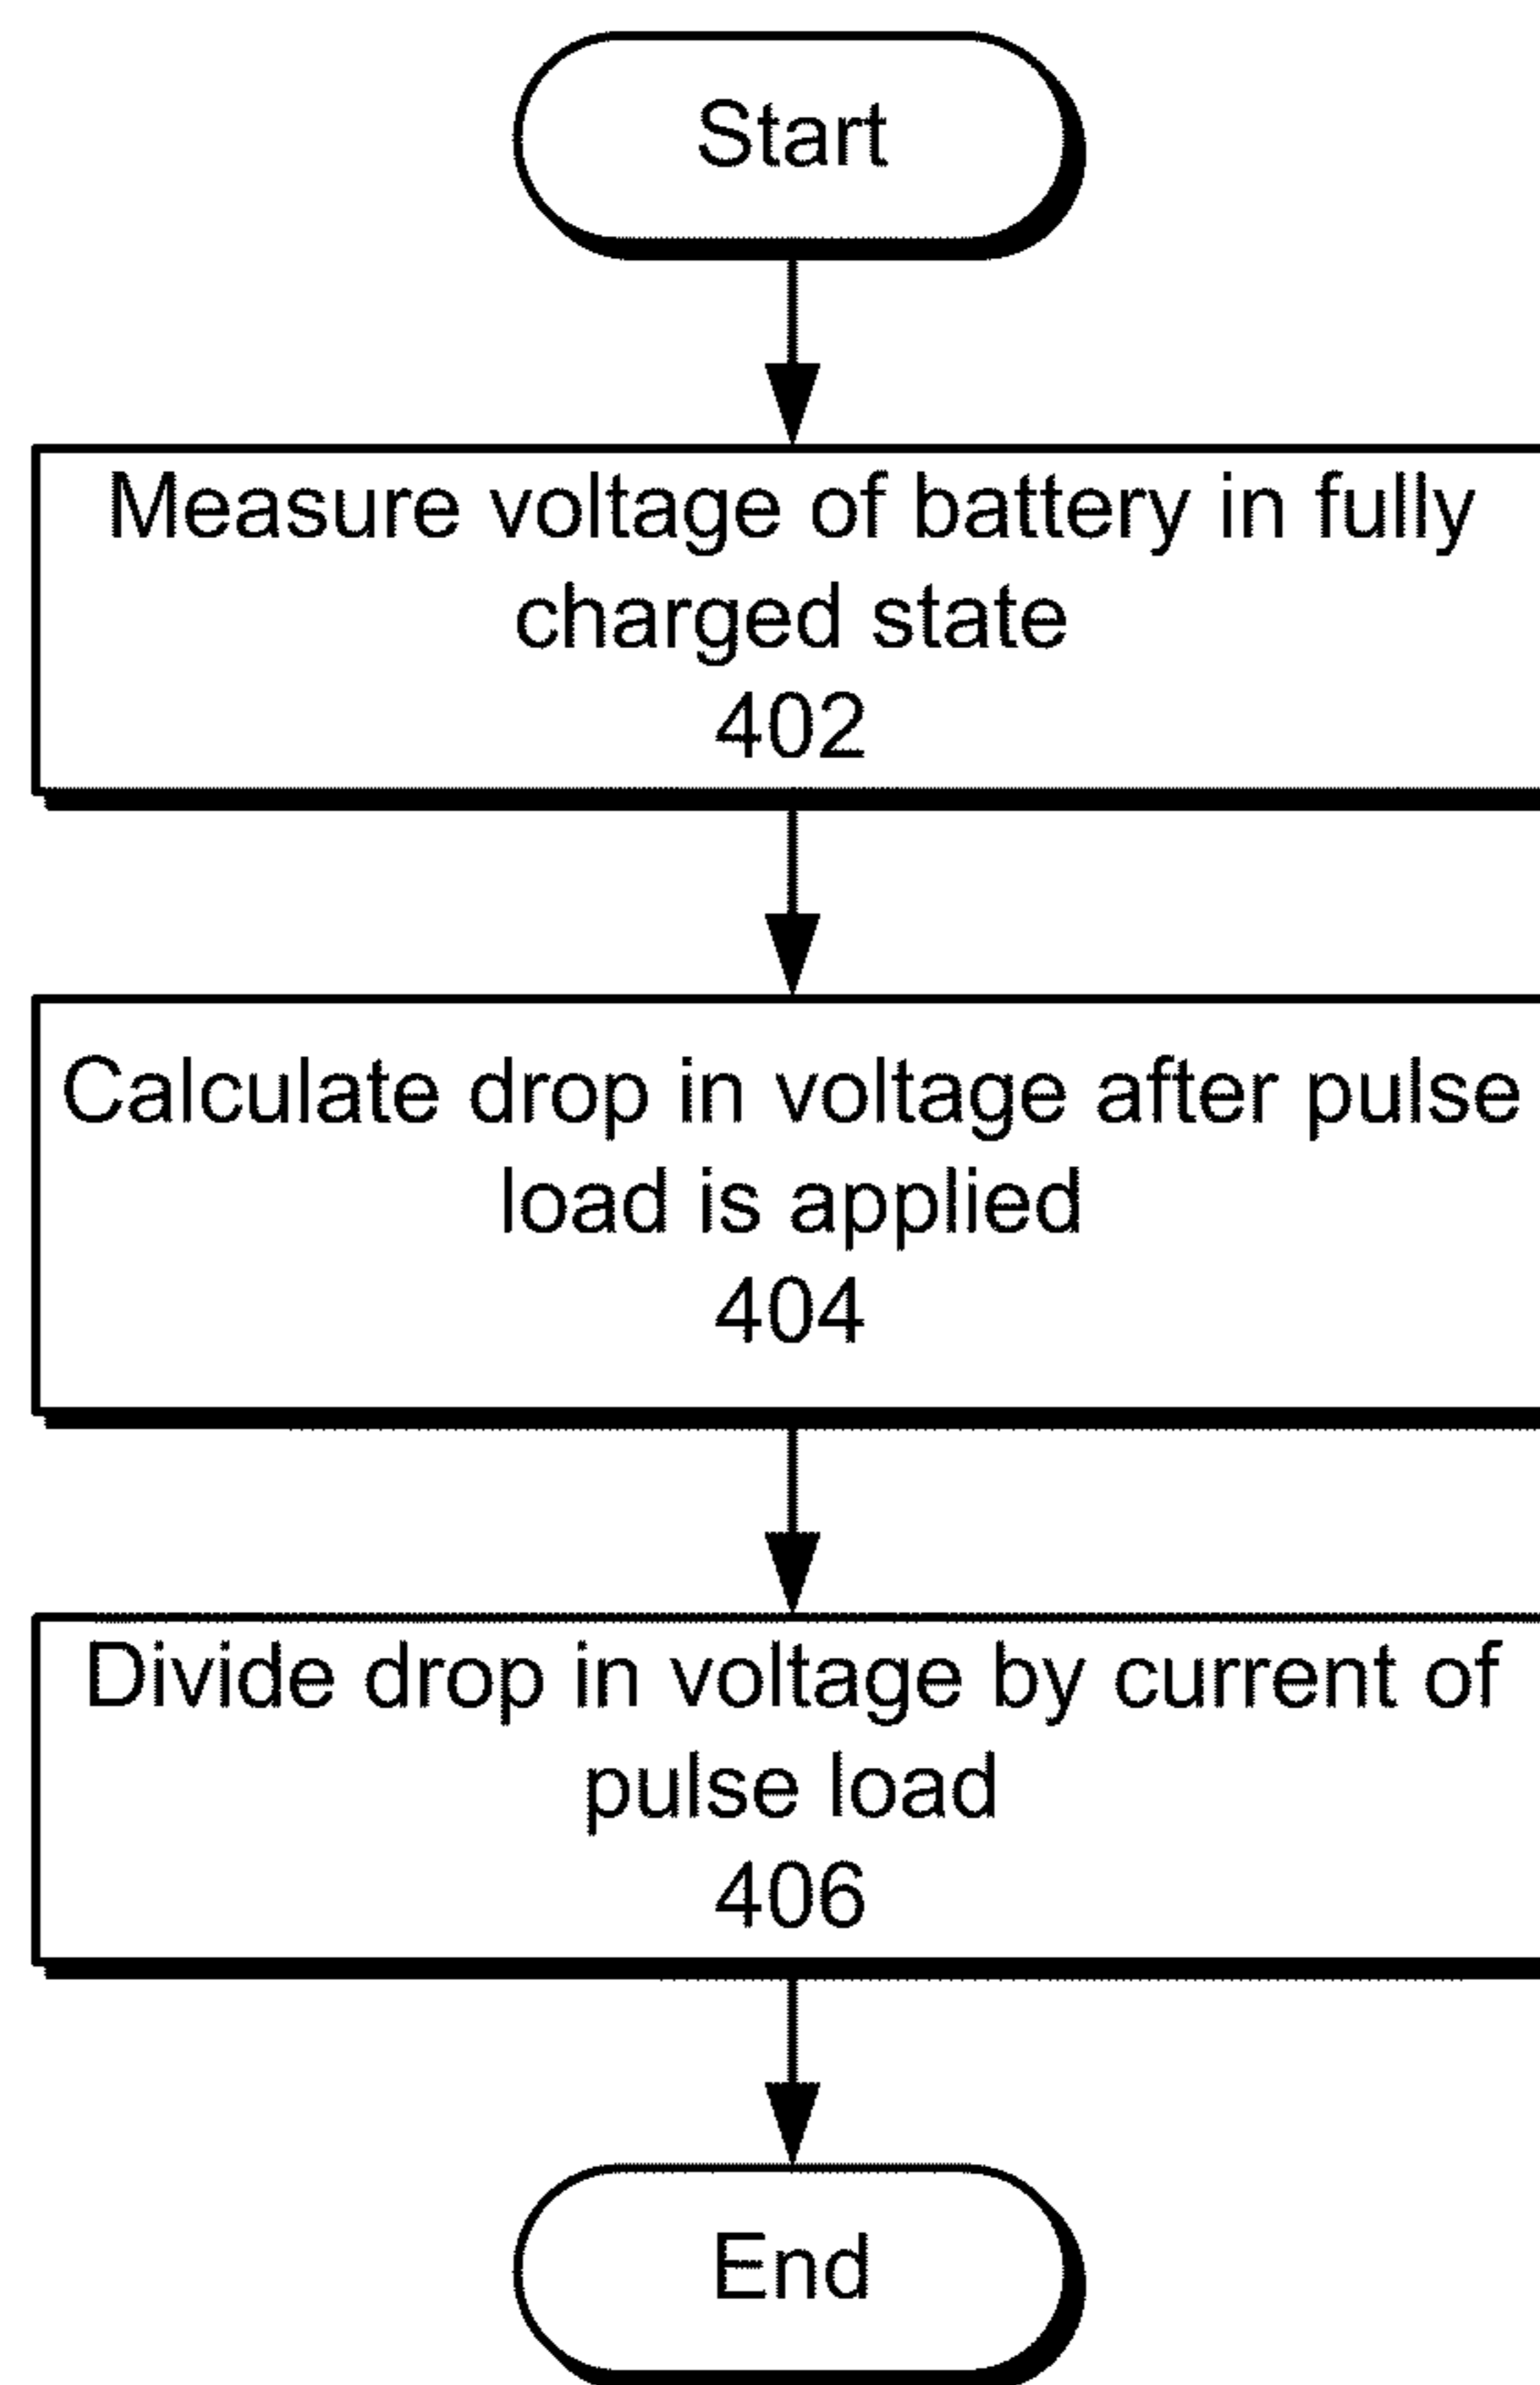 Start
Measure voltage of battery in fully
charged state
402
Calculate drop in voltage after pulse
load is applied
404
Divide drop in voltage by current of
pulse load
406
End